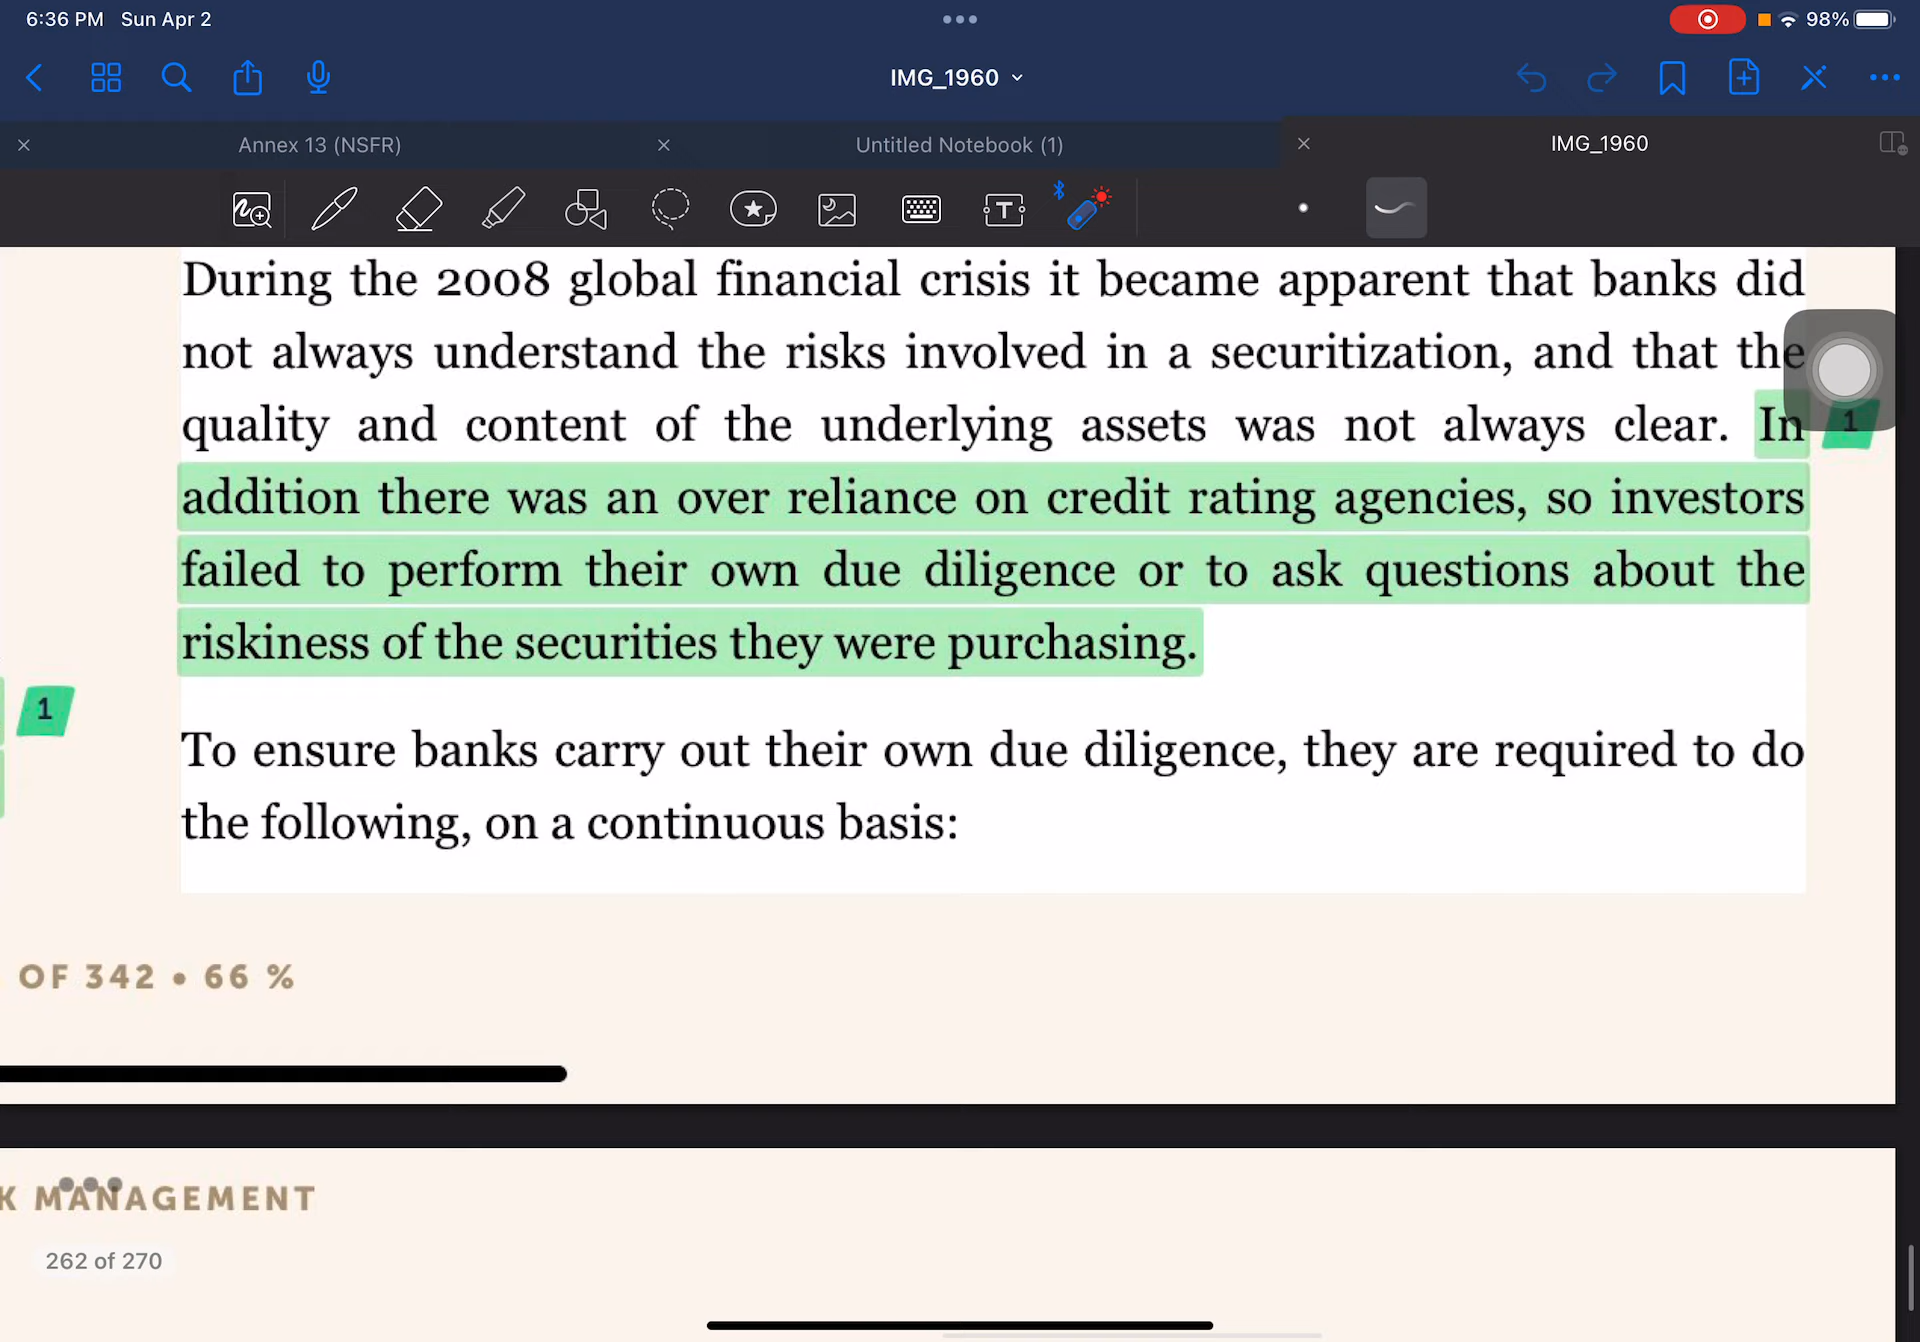 6:36 PM Sun Apr 2
98%
IMG_1960
Annex 13 (NSFR)
Untitled Notebook (1)
IMG_1960
During the 2008 global financial crisis it became apparent that banks did
not always understand the risks involved in a securitization, and that the
quality and content of the underlying assets was not always clear. In
1
addition there was an over reliance on credit rating agencies, so investors
failed to perform their own due diligence or to ask questions about the
riskiness of the securities they were purchasing.
1
To ensure banks carry out their own due diligence, they are required to do
the following, on a continuous basis:
OF 342 • 66 %
K MANAGEMENT
262 of 270